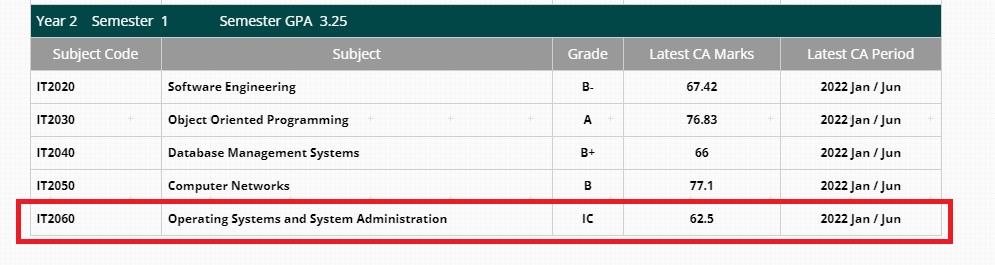 Year 2 Semester 1 Semester GPA 3.25
Subject Code Subject Grade Latest CA Marks Latest CA Period
IT2020 Software Engineering B- 67.42 2022 Jan / Jun
IT2030 Object Oriented Programming A 76.83 2022 Jan / Jun
IT2040 Database Management Systems B+ 66 2022 Jan / Jun
IT2050 Computer Networks B 77.1 2022 Jan / Jun
IT2060 Operating Systems and System Administration IC 62.5 2022 Jan / Jun